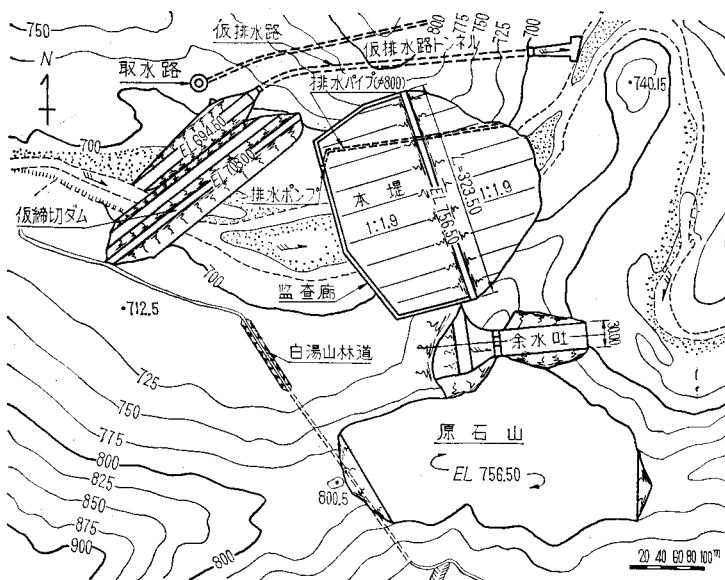 750
仮排水路
800
775
750
725
700
仮排水路トンネル
N
取水路
排水パイプ(φ800)
•740.15
700
EL 694.50
EL 708.00
L=323.50
本堤
1:1.9
1:1.9
EL 756.50
排水ポンプ
仮締切ダム
700
監査廊
•712.5
30.00
余水吐
白湯山林道
725
750
775
800
825
850
875
900
原石山
EL 756.50
800.5
800
20 40 60 80 100m